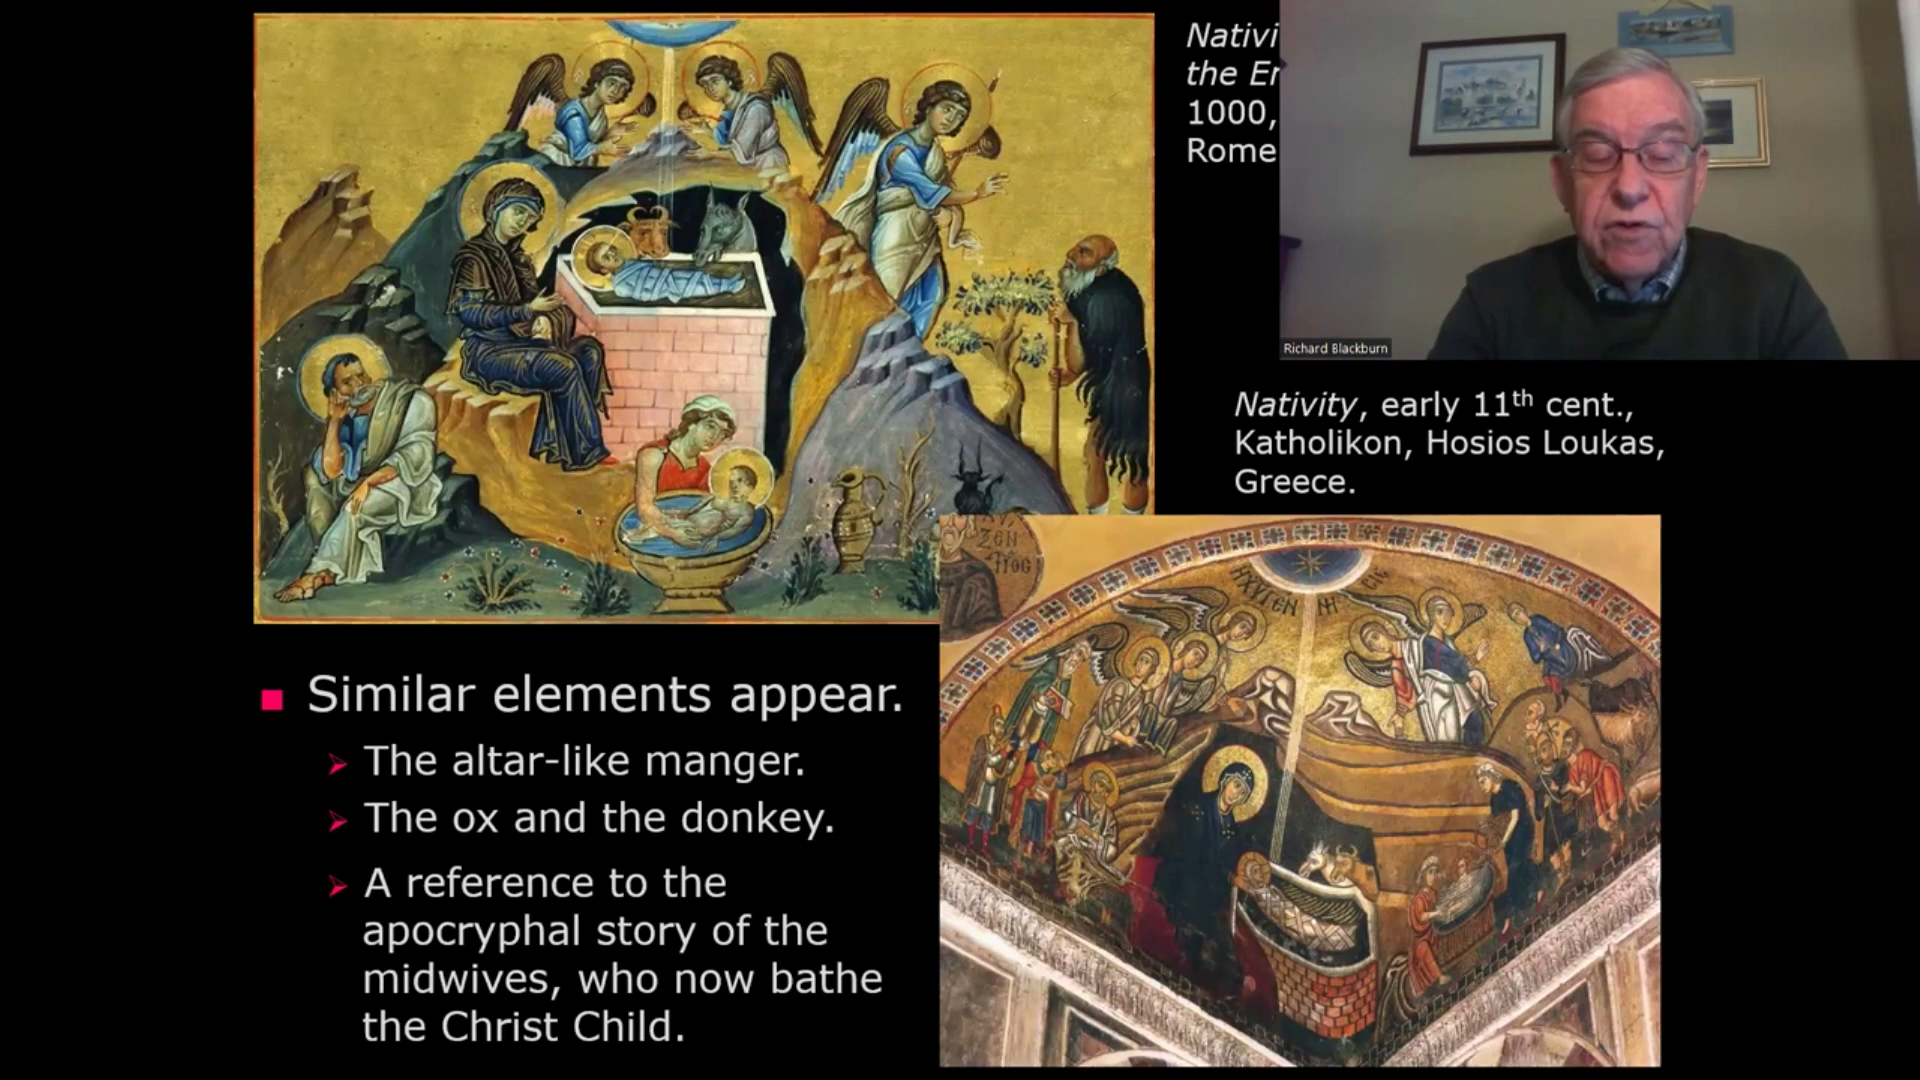 Nativi
the Er
1000,
Rome
Richard Blackburn
Nativity, early 11th cent.,
Katholikon, Hosios Loukas,
Greece.
■ Similar elements appear.
➢ The altar-like manger.
➢ The ox and the donkey.
➢ A reference to the
apocryphal story of the
midwives, who now bathe
the Christ Child.